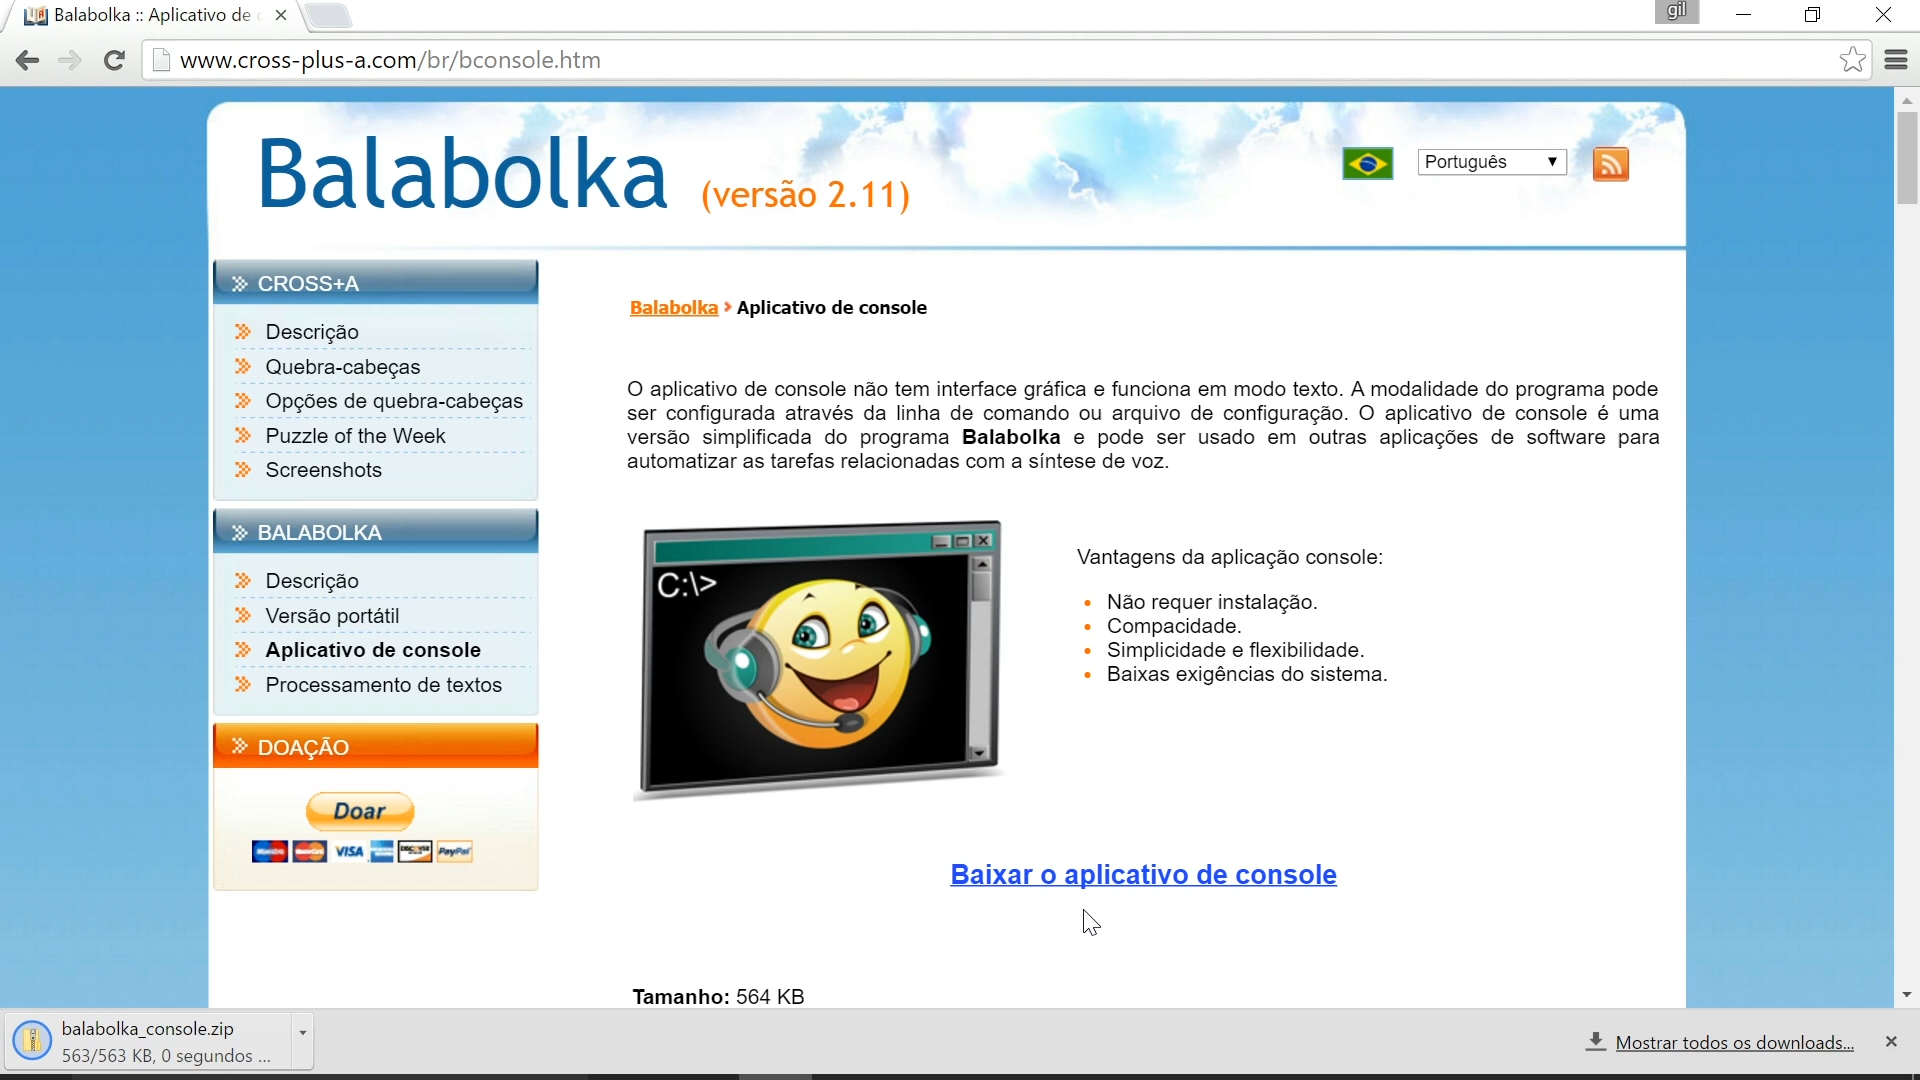 Balabolka :: Aplicativo de
gil
www.cross-plus-a.com/br/bconsole.htm
Balabolka (versão 2.11)
Português
CROSS+A
Descrição
Quebra-cabeças
Opções de quebra-cabeças
Puzzle of the Week
Screenshots
BALABOLKA
Descrição
Versão portátil
Aplicativo de console
Processamento de textos
DOAÇÃO
Doar
Maestro MasterCard VISA DISCOVER PayPal
Balabolka Aplicativo de console
O aplicativo de console não tem interface gráfica e funciona em modo texto. A modalidade do programa pode
ser configurada através da linha de comando ou arquivo de configuração. O aplicativo de console é uma
versão simplificada do programa Balabolka e pode ser usado em outras aplicações de software para
automatizar as tarefas relacionadas com a síntese de voz.
C:\>
Vantagens da aplicação console:
Não requer instalação.
Compacidade.
Simplicidade e flexibilidade.
Baixas exigências do sistema.
Baixar o aplicativo de console
Tamanho: 564 KB
balabolka_console.zip
563/563 KB, 0 segundos ...
Mostrar todos os downloads...